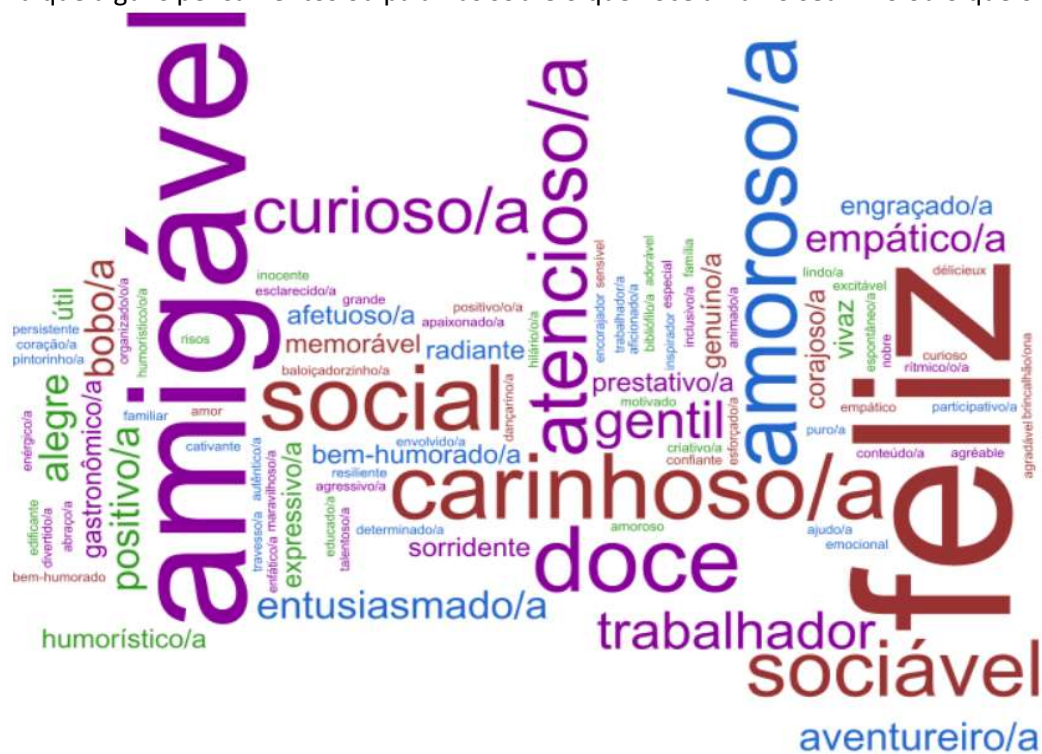 amigável
curioso/a
atencioso/a
amoroso/a
engraçado/a
empático/a
inocente
esclarecido/a
grande
afetuoso/a
apaixonado/a
positivo/o/a
memorável
radiante
baloiçadorzinho/a
social
dançarino/a
hilário/o/a
encorajador
sensível
trabalhador/a
aficionado/a
bibliófilo/a
adorável
inspirador
especial
inclusivo/a
família
genuíno/a
animado/a
lindo/a
excitável
délicieux
corajoso/a
vivaz
espontâneo/a
nobre
curioso
rítmico/o/a
empático
participativo/a
agradável
brincalhão/ona
puro/a
conteúdo/a
agréable
feliz
útil
bobo/a
organizado/o/a
humorístico/o/a
risos
persistente
coração/a
pintorinho/a
alegre
gastronômico/a
familiar
amor
cativante
enérgico/a
positivo/a
edificante
divertido/a
abraço/a
bem-humorado
humorístico/a
prestativo/a
motivado
gentil
esforçado/a
criativo/a
confiante
envolvido/a
bem-humorado/a
resiliente
agressivo/a
autêntico/a
travesso/a
maravilhoso/a
enfático/a
expressivo/a
educado/a
talentoso/a
determinado/a
carinhoso/a
sorridente
amoroso
doce
ajudo/a
emocional
entusiasmado/a
trabalhador
sociável
aventureiro/a